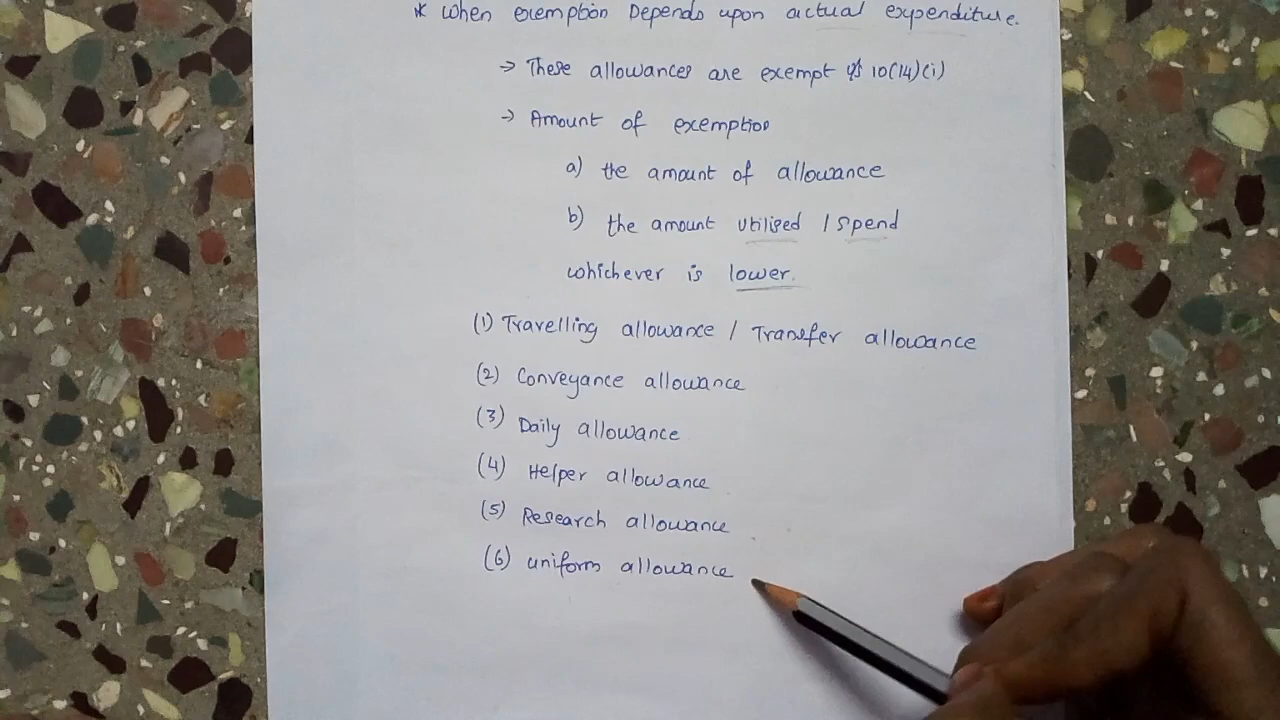 * When exemption Depends upon actual expenditure.
→ These allowances are exempt u/s 10(14)(i)
→ Amount of exemption
a) the amount of allowance
b) the amount utilised / spend
whichever is lower.
(1) Travelling allowance / Transfer allowance
(2) Conveyance allowance
(3) Daily allowance
(4) Helper allowance
(5) Research allowance
(6) uniform allowance